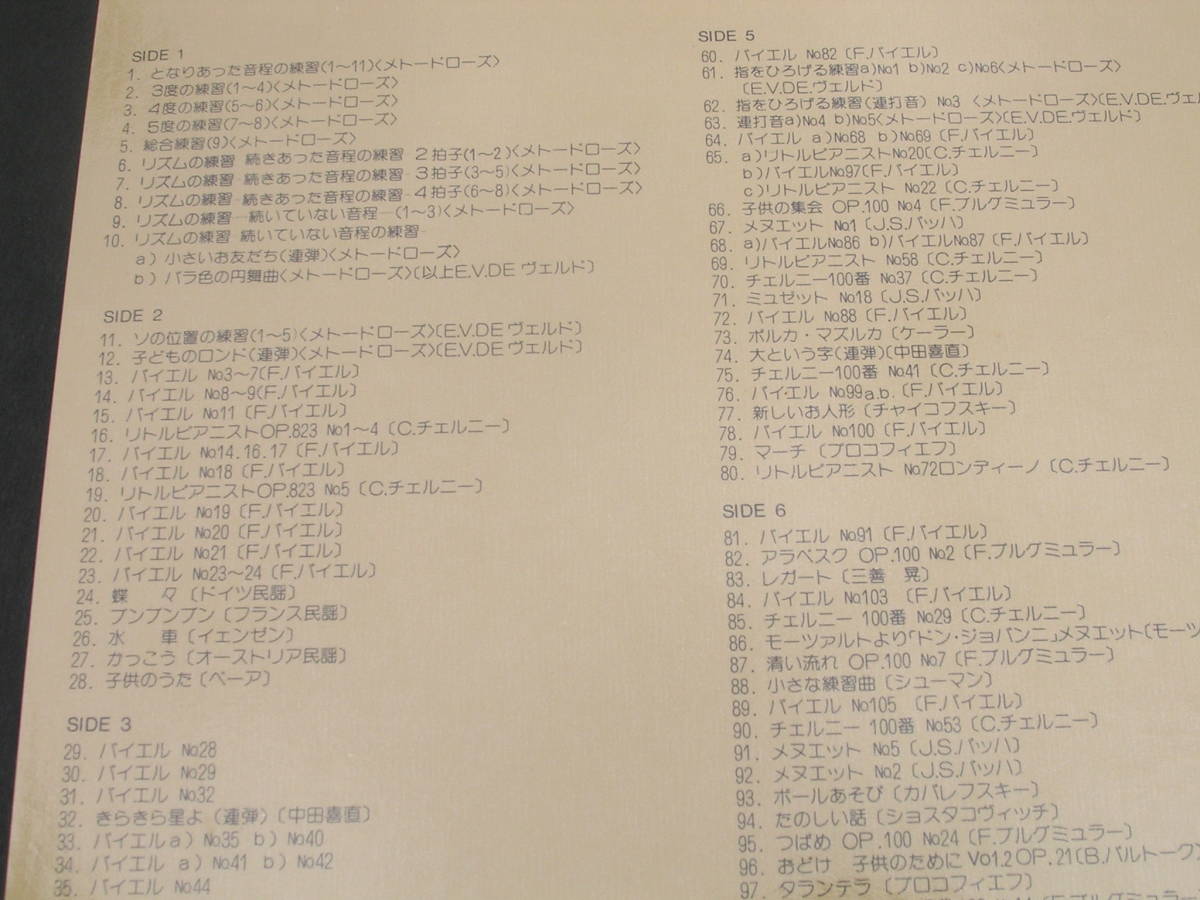 SIDE 1
1. となりあった音程の練習(1〜11)<メトードローズ>
2. 3度の練習(1〜4)<メトードローズ>
3. 4度の練習(5〜6)<メトードローズ>
4. 5度の練習(7〜8)<メトードローズ>
5. 総合練習(9)<メトードローズ>
6. リズムの練習 続きあった音程の練習 2拍子(1〜2)<メトードローズ>
7. リズムの練習 続きあった音程の練習-3拍子(3〜5)<メトードローズ>
8. リズムの練習-続きあった音程の練習-4拍子(6〜8)<メトードローズ>
9. リズムの練習—続いていない音程—(1〜3)<メトードローズ>
10. リズムの練習 続いていない音程の練習-
a) 小さいお友だち(連弾)<メトードローズ>
b) バラ色の円舞曲<メトードローズ>〔以上E.V.DE ヴェルド〕
SIDE 2
11. ソの位置の練習(1〜5)<メトードローズ>〔E.V.DE ヴェルド〕
12. 子どものロンド(連弾)<メトードローズ>〔E.V.DE ヴェルド〕
13. バイエル №3〜7〔F.バイエル〕
14. バイエル №8〜9〔F.バイエル〕
15. バイエル №11〔F.バイエル〕
16. リトルピアニストOP.823 №1〜4〔C.チェルニー〕
17. バイエル №14.16.17〔F.バイエル〕
18. バイエル №18〔F.バイエル〕
19. リトルピアニストOP.823 №5〔C.チェルニー〕
20. バイエル №19〔F.バイエル〕
21. バイエル №20〔F.バイエル〕
22. バイエル №21〔F.バイエル〕
23. バイエル №23〜24〔F.バイエル〕
24. 蝶 々〔ドイツ民謡〕
25. ブンブンブン〔フランス民謡〕
26. 水 車〔イェンゼン〕
27. かっこう〔オーストリア民謡〕
28. 子供のうた〔ベーア〕
SIDE 3
29. バイエル №28
30. バイエル №29
31. バイエル №32
32. きらきら星よ(連弾)〔中田喜直〕
33. バイエルa) №35 b) №40
34. バイエル a) №41 b) №42
35. バイエル №44
SIDE 5
60. バイエル №82〔F.バイエル〕
61. 指をひろげる練習a)№1 b)№2 c)№6<メトードローズ>
〔E.V.DE.ヴェルド〕
62. 指をひろげる練習(連打音) №3 <メトードローズ>〔E.V.DE.ヴェル
63. 連打音a)№4 b)№5<メトードローズ>〔E.V.DE.ヴェルド〕
64. バイエル a)№68 b)№69〔F.バイエル〕
65. a)リトルピアニスト№20〔C.チェルニー〕
b)バイエル№97〔F.バイエル〕
c)リトルピアニスト №22〔C.チェルニー〕
66. 子供の集会 OP.100 №4〔F.ブルグミュラー〕
67. メヌエット №1〔J.S.バッハ〕
68. a)バイエル№86 b)バイエル№87〔F.バイエル〕
69. リトルピアニスト №58〔C.チェルニー〕
70. チェルニー100番 №37〔C.チェルニー〕
71. ミュゼット №18〔J.S.バッハ〕
72. バイエル №88〔F.バイエル〕
73. ポルカ・マズルカ〔ケーラー〕
74. 大という字(連弾)〔中田喜直〕
75. チェルニー100番 №41〔C.チェルニー〕
76. バイエル №99a.b.〔F.バイエル〕
77. 新しいお人形〔チャイコフスキー〕
78. バイエル №100〔F.バイエル〕
79. マーチ〔プロコフィエフ〕
80. リトルピアニスト №72ロンディーノ〔C.チェルニー〕
SIDE 6
81. バイエル №91〔F.バイエル〕
82. アラベスク OP.100 №2〔F.ブルグミュラー〕
83. レガート〔三善 晃〕
84. バイエル №103 〔F.バイエル〕
85. チェルニー 100番 №29〔C.チェルニー〕
86. モーツァルトより「ドン・ジョバンニ」メヌエット〔モーツ
87. 清い流れ OP.100 №7〔F.ブルグミュラー〕
88. 小さな練習曲〔シューマン〕
89. バイエル №105 〔F.バイエル〕
90. チェルニー 100番 №53〔C.チェルニー〕
91. メヌエット №5〔J.S.バッハ〕
92. メヌエット №2〔J.S.バッハ〕
93. ボールあそび〔カバレフスキー〕
94. たのしい話〔ショスタコヴィッチ〕
95. つばめ OP.100 №24〔F.ブルグミュラー〕
96. おどけ 子供のために Vo1.2 OP.21〔B.バルトーク〕
97. タランテラ〔プロコフィエフ〕